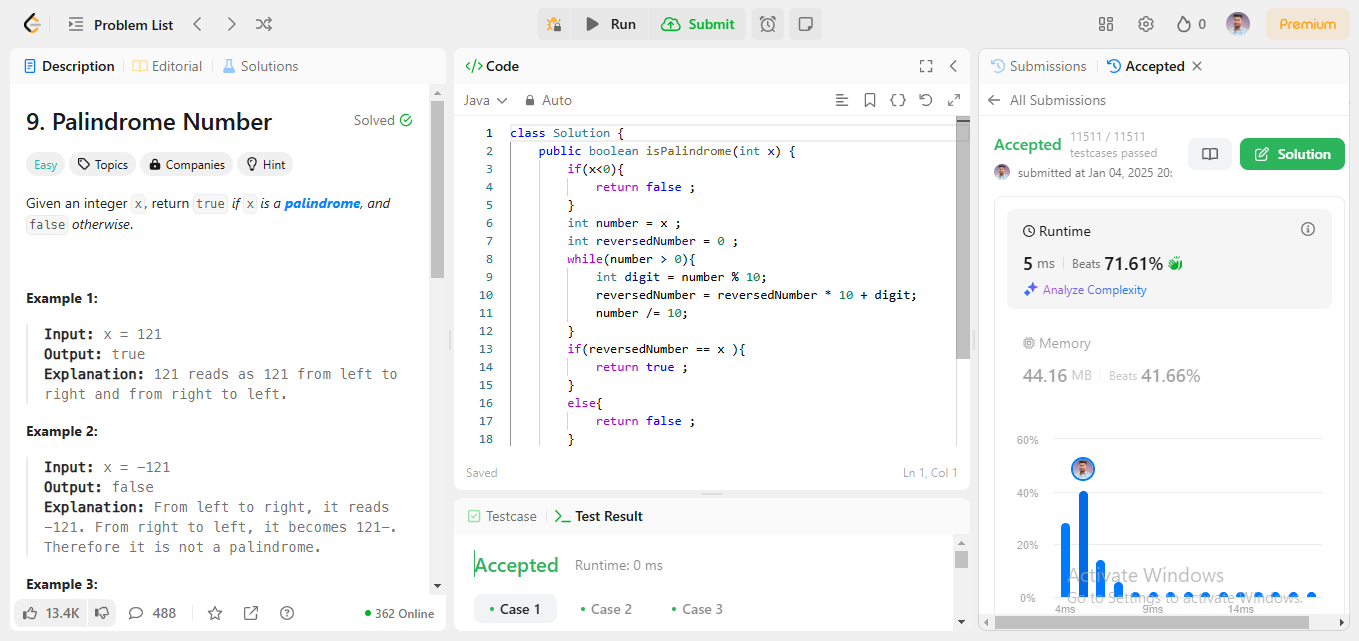 Problem List
Run
Submit
0
Premium
Description
Editorial
Solutions
9. Palindrome Number
Solved
Easy
Topics
Companies
Hint
Given an integer x, return true if x is a palindrome, and
false otherwise.
Example 1:
Input: x = 121
Output: true
Explanation: 121 reads as 121 from left to
right and from right to left.
Example 2:
Input: x = -121
Output: false
Explanation: From left to right, it reads
-121. From right to left, it becomes 121-.
Therefore it is not a palindrome.
Example 3:
13.4K
488
362 Online
</> Code
Java
Auto
1 class Solution {
2 public boolean isPalindrome(int x) {
3 if(x<0){
4 return false ;
5 }
6 int number = x ;
7 int reversedNumber = 0 ;
8 while(number > 0){
9 int digit = number % 10;
10 reversedNumber = reversedNumber * 10 + digit;
11 number /= 10;
12 }
13 if(reversedNumber == x ){
14 return true ;
15 }
16 else{
17 return false ;
18 }
Saved
Ln 1, Col 1
Testcase
Test Result
Accepted
Runtime: 0 ms
Case 1
Case 2
Case 3
Submissions
Accepted
All Submissions
Accepted
11511 / 11511
testcases passed
submitted at Jan 04, 2025 20:
Solution
Runtime
5 ms
Beats 71.61%
Analyze Complexity
Memory
44.16 MB
Beats 41.66%
60%
40%
20%
0%
4ms
9ms
14ms
Activate Windows
Go to Settings to activate Windows.